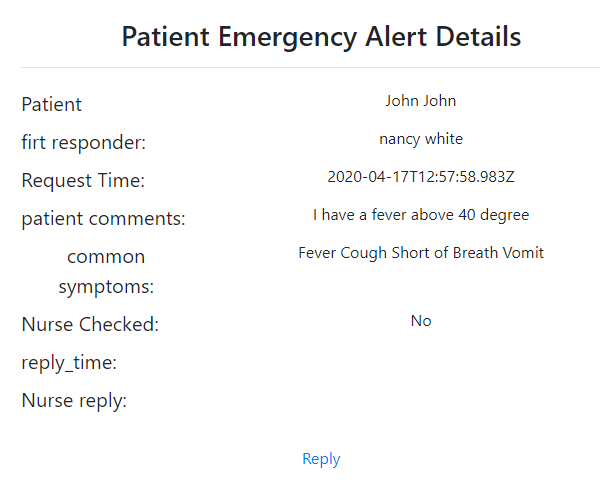 Patient Emergency Alert Details
Patient John John
firt responder: nancy white
Request Time: 2020-04-17T12:57:58.983Z
patient comments: I have a fever above 40 degree
common Fever Cough Short of Breath Vomit
symptoms:
Nurse Checked: No
reply_time:
Nurse reply:
Reply